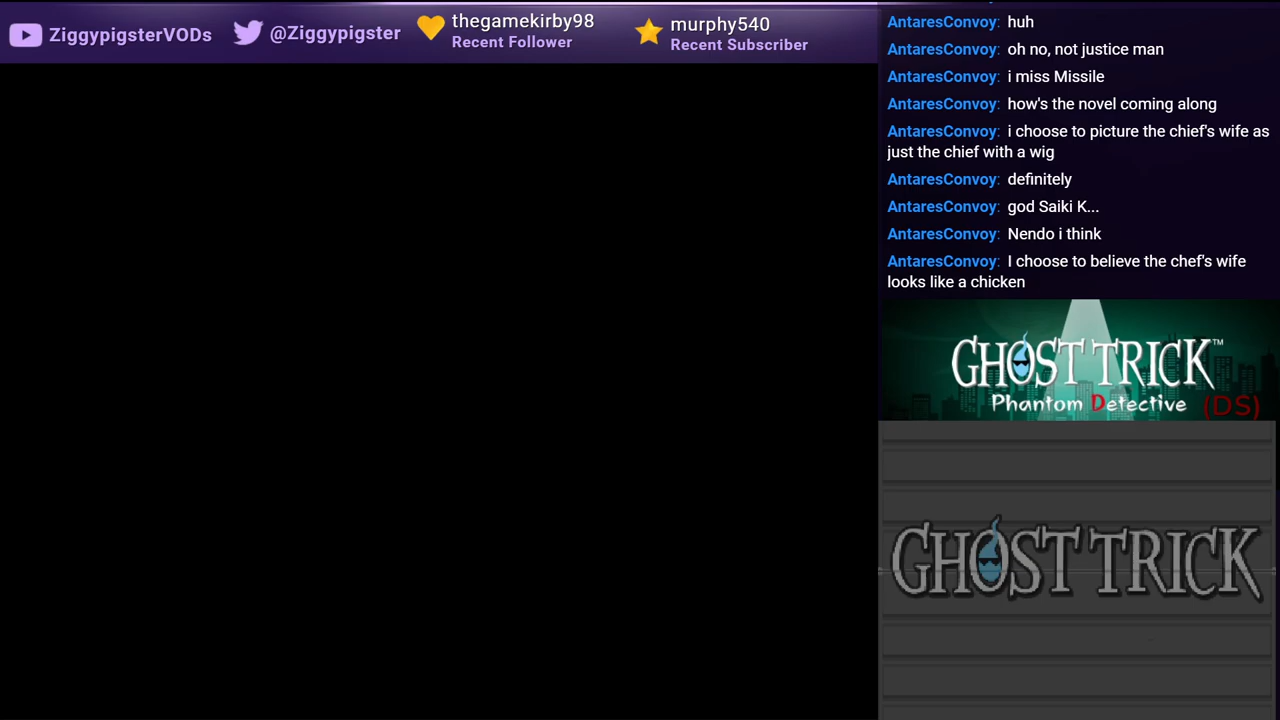 ZiggypigsterVODs
@Ziggypigster
thegamekirby98
Recent Follower
murphy540
Recent Subscriber
AntaresConvoy: huh
AntaresConvoy: oh no, not justice man
AntaresConvoy: i miss Missile
AntaresConvoy: how's the novel coming along
AntaresConvoy: i choose to picture the chief's wife as
just the chief with a wig
AntaresConvoy: definitely
AntaresConvoy: god Saiki K...
AntaresConvoy: Nendo i think
AntaresConvoy: I choose to believe the chef's wife
looks like a chicken
GHOST TRICK™
Phantom Detective (DS)
GHOST TRICK